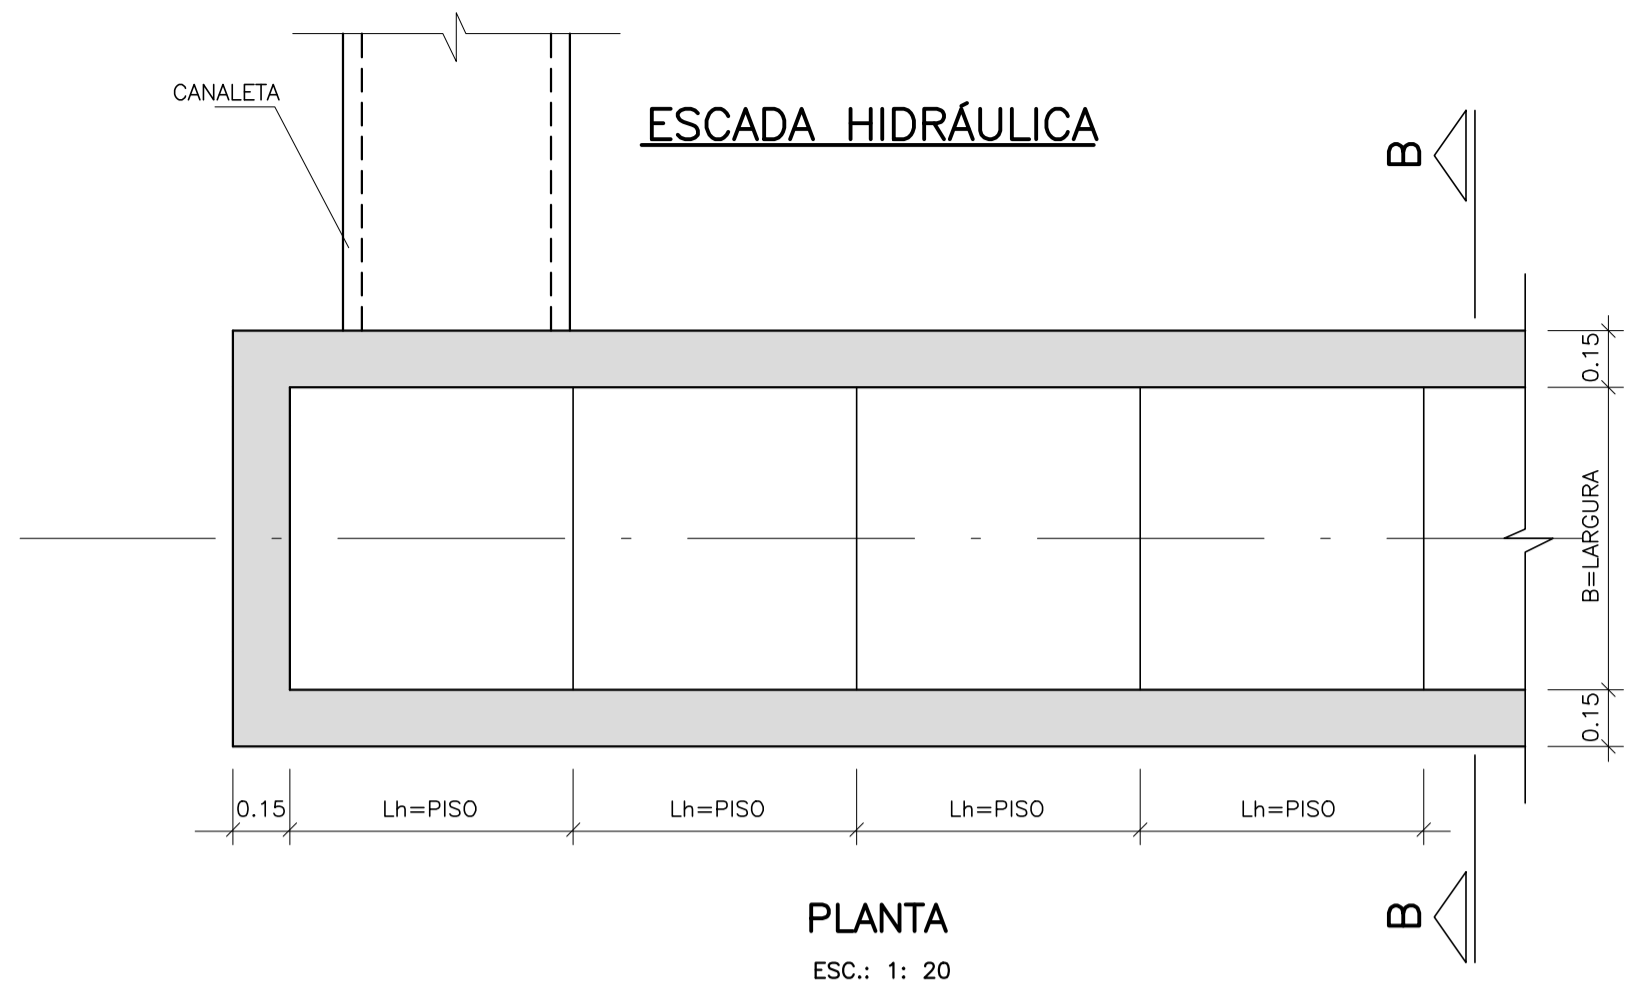 CANALETA
ESCADA HIDRÁULICA
B
0.15
B=LARGURA
0.15
0.15 Lh=PISO Lh=PISO Lh=PISO Lh=PISO
PLANTA
B
ESC.: 1: 20